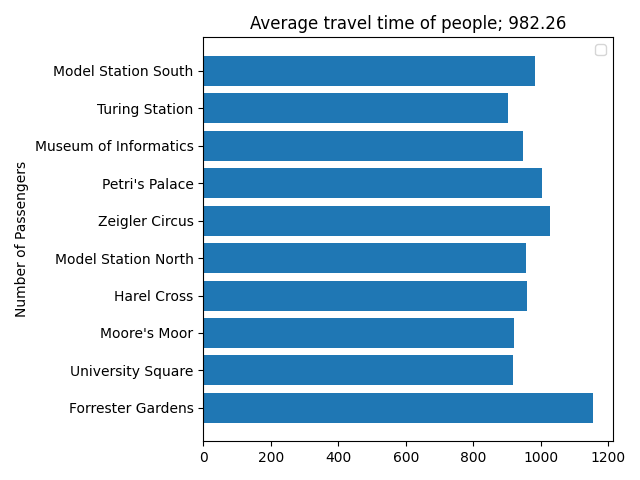 Average travel time of people; 982.26
Number of Passengers
Model Station South
Turing Station
Museum of Informatics
Petri's Palace
Zeigler Circus
Model Station North
Harel Cross
Moore's Moor
University Square
Forrester Gardens
0 200 400 600 800 1000 1200